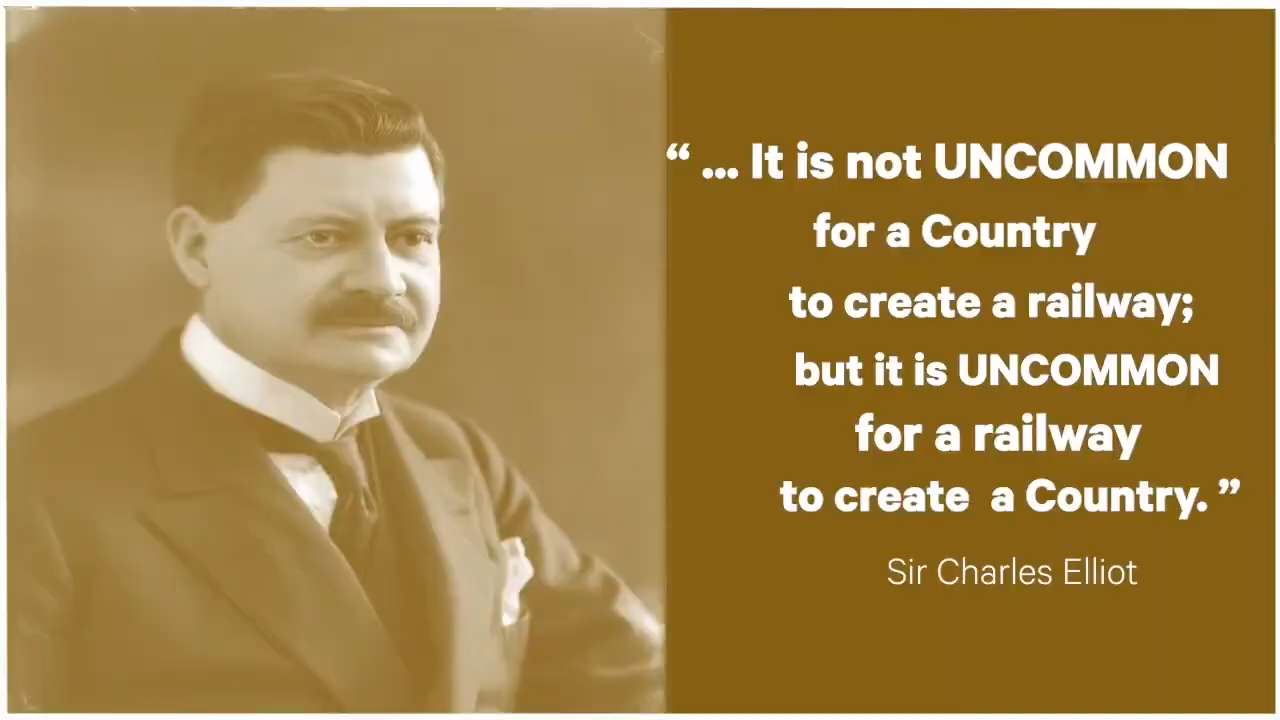 “ ... It is not UNCOMMON
for a Country
to create a railway;
but it is UNCOMMON
for a railway
to create a Country. ”
Sir Charles Elliot